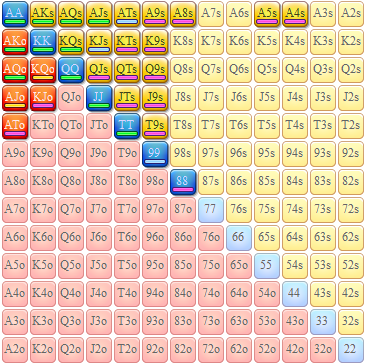 AA AKs AQs AJs ATs A9s A8s A7s A6s A5s A4s A3s A2s
AKo KK KQs KJs KTs K9s K8s K7s K6s K5s K4s K3s K2s
AQo KQo QQ QJs QTs Q9s Q8s Q7s Q6s Q5s Q4s Q3s Q2s
AJo KJo QJo JJ JTs J9s J8s J7s J6s J5s J4s J3s J2s
ATo KTo QTo JTo TT T9s T8s T7s T6s T5s T4s T3s T2s
A9o K9o Q9o J9o T9o 99 98s 97s 96s 95s 94s 93s 92s
A8o K8o Q8o J8o T8o 98o 88 87s 86s 85s 84s 83s 82s
A7o K7o Q7o J7o T7o 97o 87o 77 76s 75s 74s 73s 72s
A6o K6o Q6o J6o T6o 96o 86o 76o 66 65s 64s 63s 62s
A5o K5o Q5o J5o T5o 95o 85o 75o 65o 55 54s 53s 52s
A4o K4o Q4o J4o T4o 94o 84o 74o 64o 54o 44 43s 42s
A3o K3o Q3o J3o T3o 93o 83o 73o 63o 53o 43o 33 32s
A2o K2o Q2o J2o T2o 92o 82o 72o 62o 52o 42o 32o 22